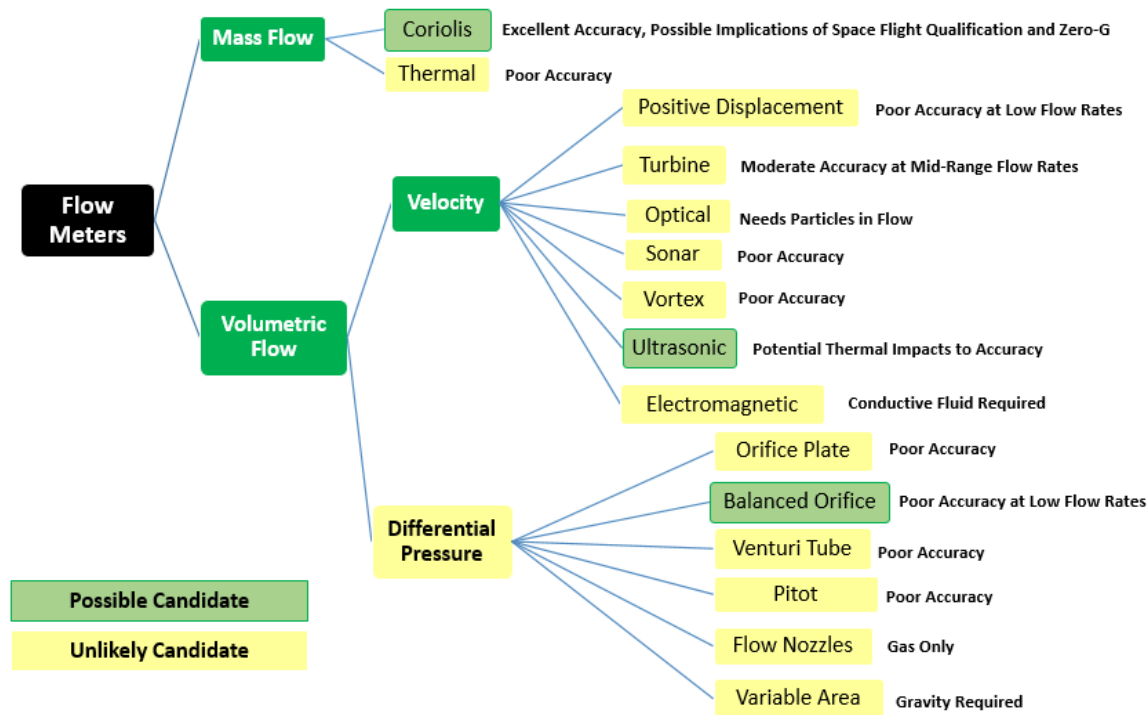 Mass Flow
Coriolis
Excellent Accuracy, Possible Implications of Space Flight Qualification and Zero-G
Thermal
Poor Accuracy
Positive Displacement
Poor Accuracy at Low Flow Rates
Turbine
Moderate Accuracy at Mid-Range Flow Rates
Flow
Meters
Velocity
Optical
Needs Particles in Flow
Sonar
Poor Accuracy
Vortex
Poor Accuracy
Volumetric
Flow
Ultrasonic
Potential Thermal Impacts to Accuracy
Electromagnetic
Conductive Fluid Required
Orifice Plate
Poor Accuracy
Balanced Orifice
Poor Accuracy at Low Flow Rates
Differential
Pressure
Venturi Tube
Poor Accuracy
Pitot
Poor Accuracy
Flow Nozzles
Gas Only
Variable Area
Gravity Required
Possible Candidate
Unlikely Candidate